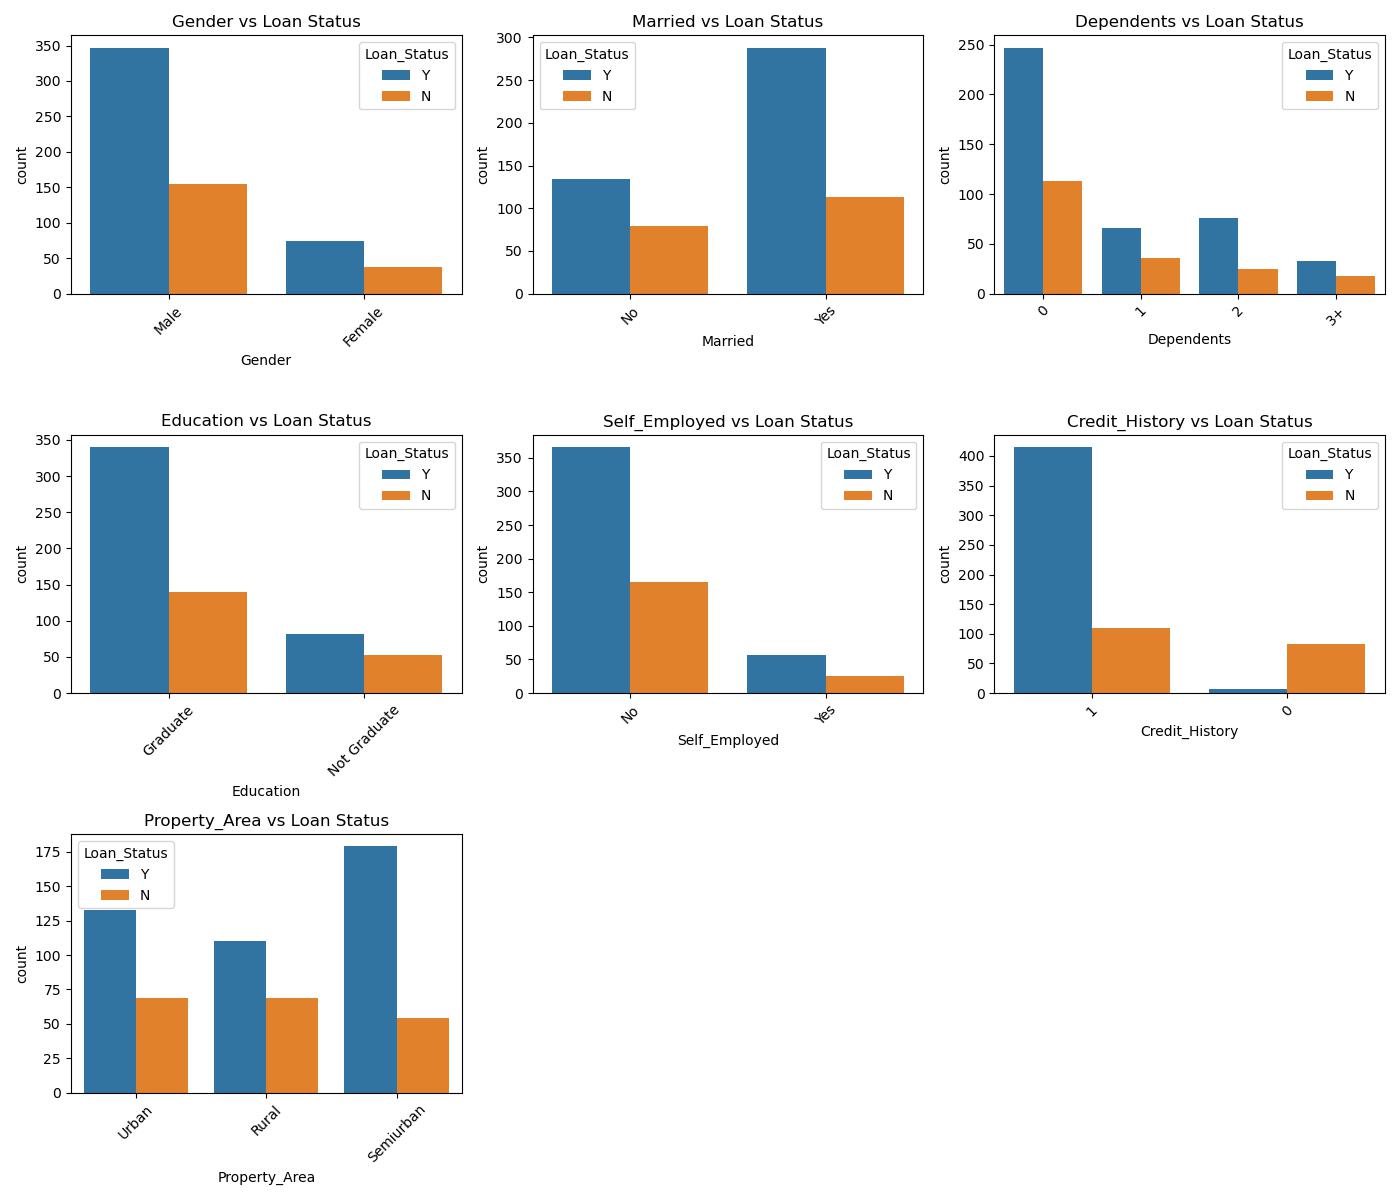 Gender vs Loan Status
350
300
250
200
150
100
50
0
count
Loan_Status
Y
N
Male
Female
Gender
Married vs Loan Status
300
250
200
150
100
50
0
count
Loan_Status
Y
N
No
Yes
Married
Dependents vs Loan Status
250
200
150
100
50
0
count
Loan_Status
Y
N
0
1
2
3+
Dependents
Education vs Loan Status
350
300
250
200
150
100
50
0
count
Loan_Status
Y
N
Graduate
Not Graduate
Education
Self_Employed vs Loan Status
350
300
250
200
150
100
50
0
count
Loan_Status
Y
N
No
Yes
Self_Employed
Credit_History vs Loan Status
400
350
300
250
200
150
100
50
0
count
Loan_Status
Y
N
1
0
Credit_History
Property_Area vs Loan Status
175
150
125
100
75
50
25
0
count
Loan_Status
Y
N
Urban
Rural
Semiurban
Property_Area